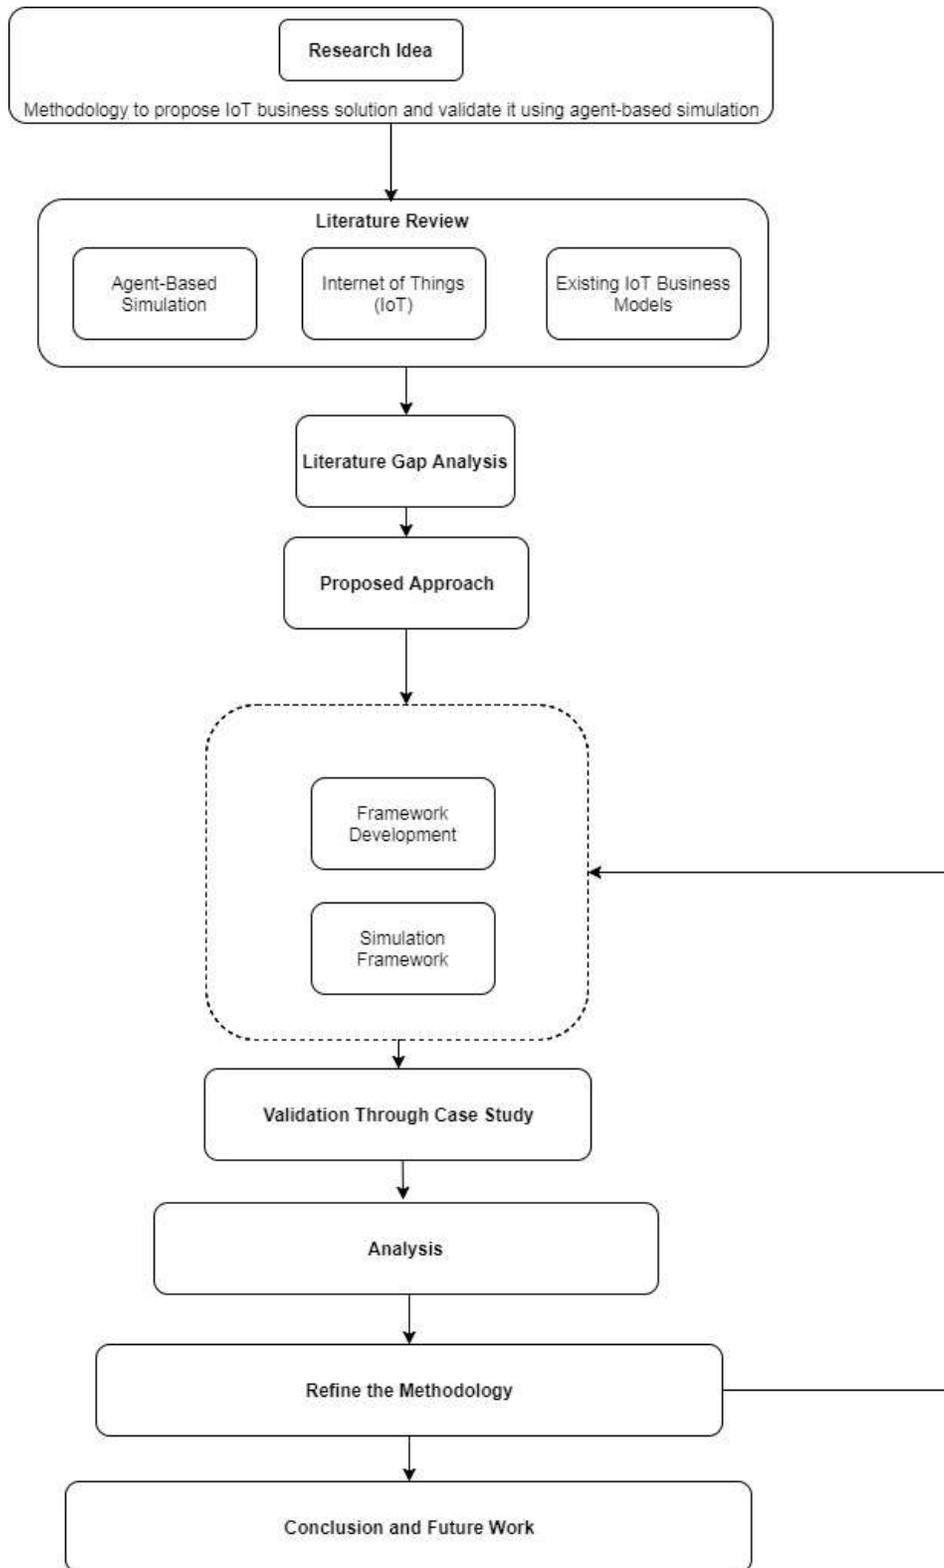 Research Idea
Methodology to propose IoT business solution and validate it using agent-based simulation
Literature Review
Agent-Based
Simulation
Internet of Things
(IoT)
Existing IoT Business
Models
Literature Gap Analysis
Proposed Approach
Framework
Development
Simulation
Framework
Validation Through Case Study
Analysis
Refine the Methodology
Conclusion and Future Work